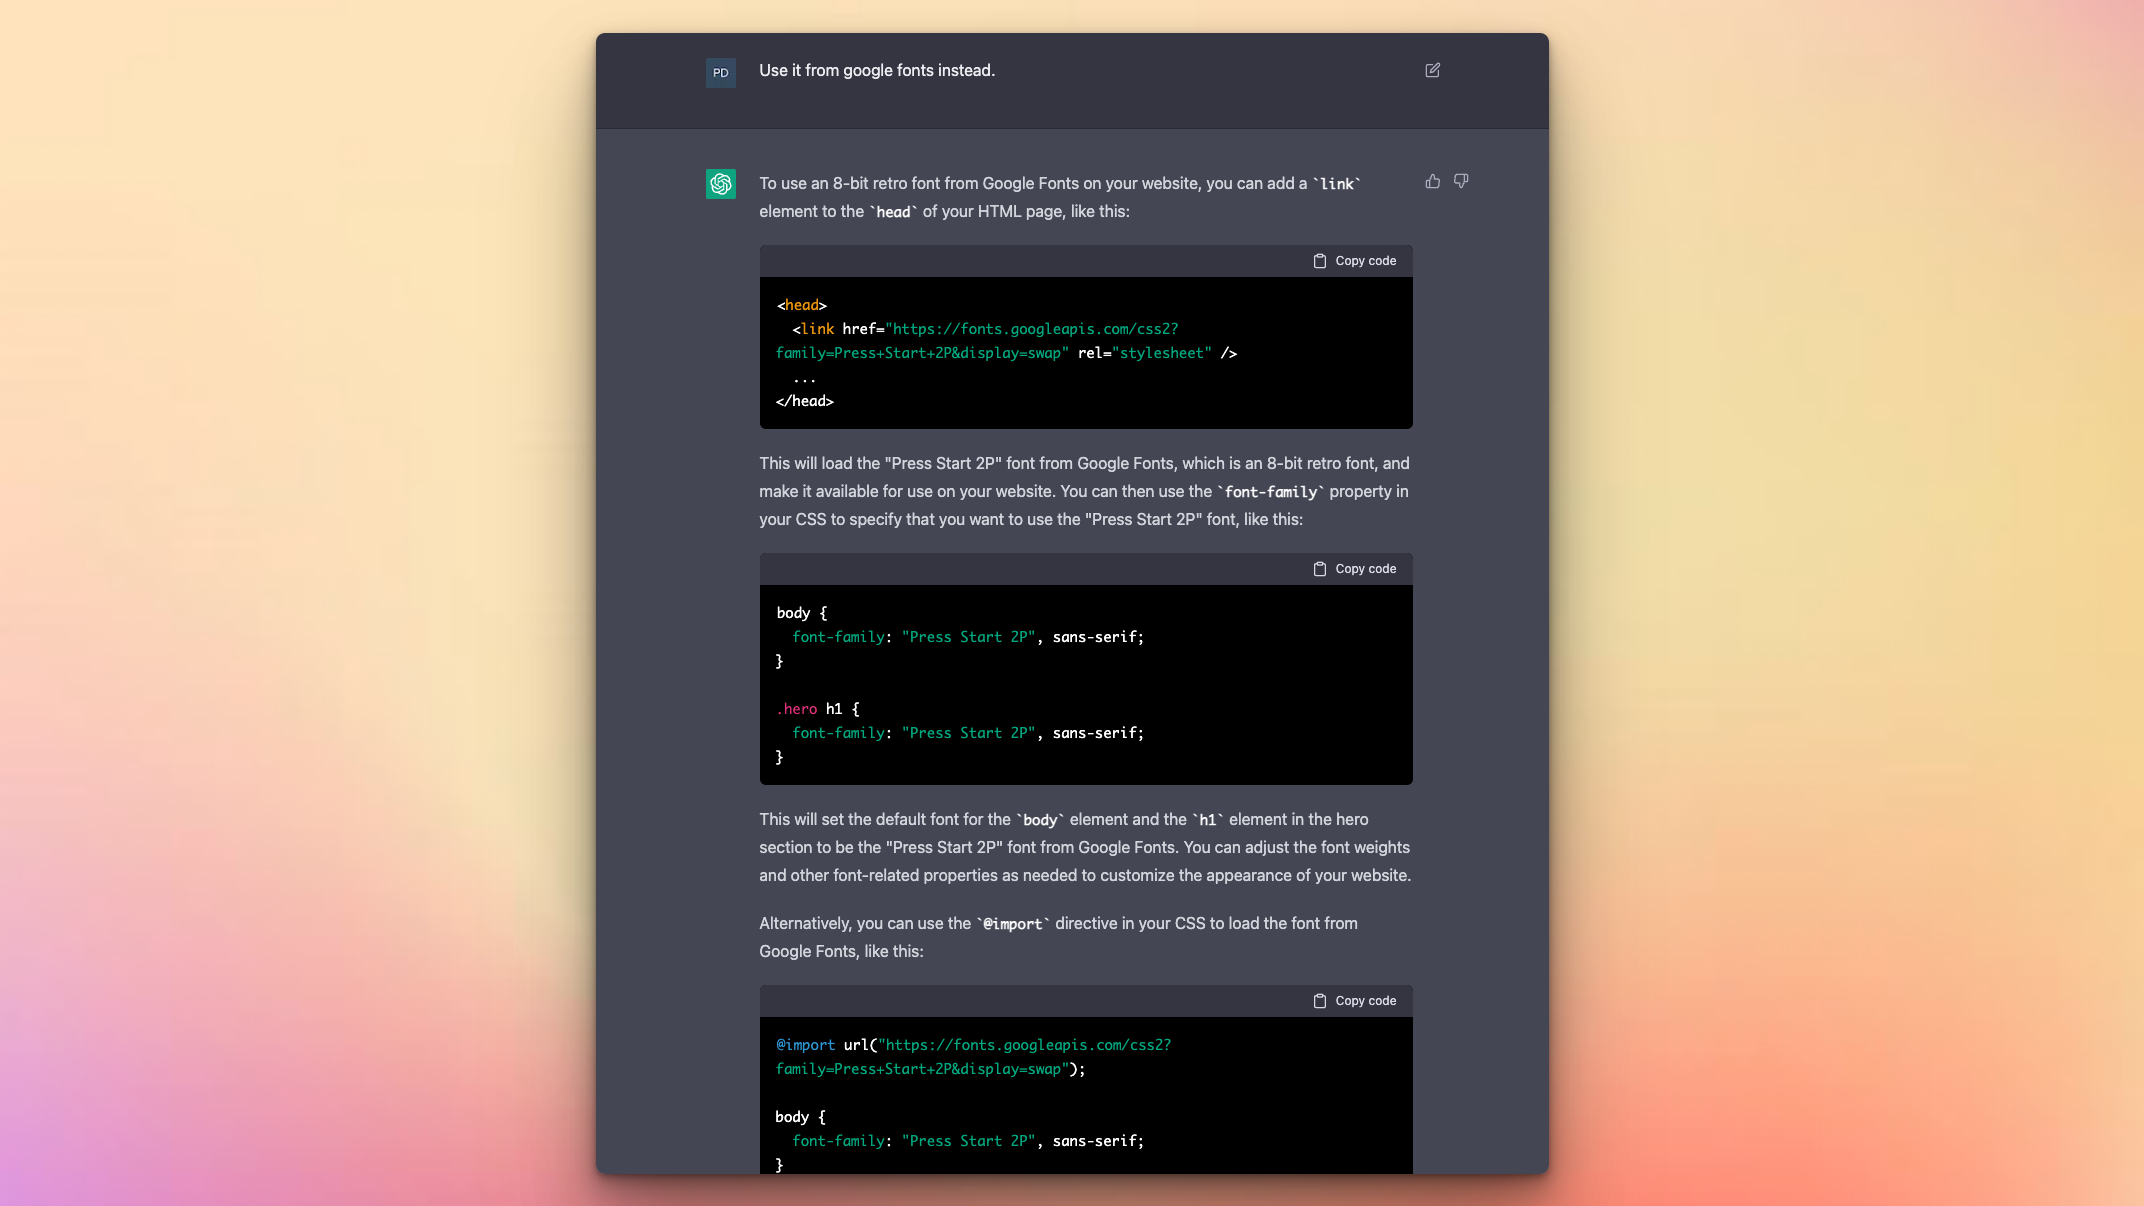 PD
Use it from google fonts instead.
To use an 8-bit retro font from Google Fonts on your website, you can add a `link`
element to the `head` of your HTML page, like this:
Copy code
<head>
  <link href="https://fonts.googleapis.com/css2?
family=Press+Start+2P&display=swap" rel="stylesheet" />
  ...
</head>
This will load the "Press Start 2P" font from Google Fonts, which is an 8-bit retro font, and
make it available for use on your website. You can then use the `font-family` property in
your CSS to specify that you want to use the "Press Start 2P" font, like this:
Copy code
body {
  font-family: "Press Start 2P", sans-serif;
}
.hero h1 {
  font-family: "Press Start 2P", sans-serif;
}
This will set the default font for the `body` element and the `h1` element in the hero
section to be the "Press Start 2P" font from Google Fonts. You can adjust the font weights
and other font-related properties as needed to customize the appearance of your website.
Alternatively, you can use the `@import` directive in your CSS to load the font from
Google Fonts, like this:
Copy code
@import url("https://fonts.googleapis.com/css2?
family=Press+Start+2P&display=swap");
body {
  font-family: "Press Start 2P", sans-serif;
}